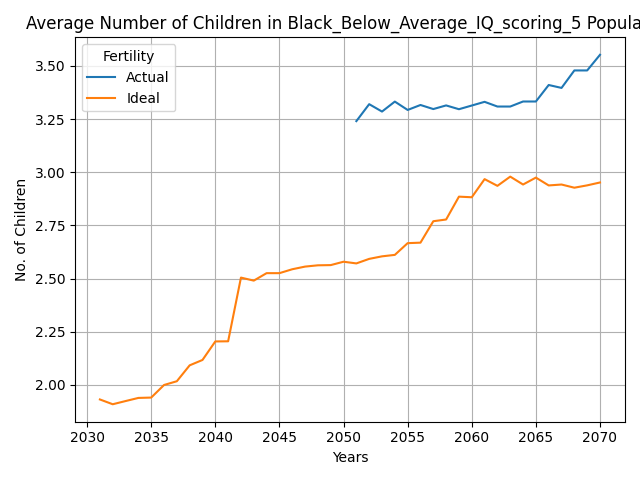 Average Number of Children in Black_Below_Average_IQ_scoring_5 Popula
Fertility
Actual
Ideal
3.50
3.25
3.00
2.75
2.50
2.25
2.00
No. of Children
2030 2035 2040 2045 2050 2055 2060 2065 2070
Years